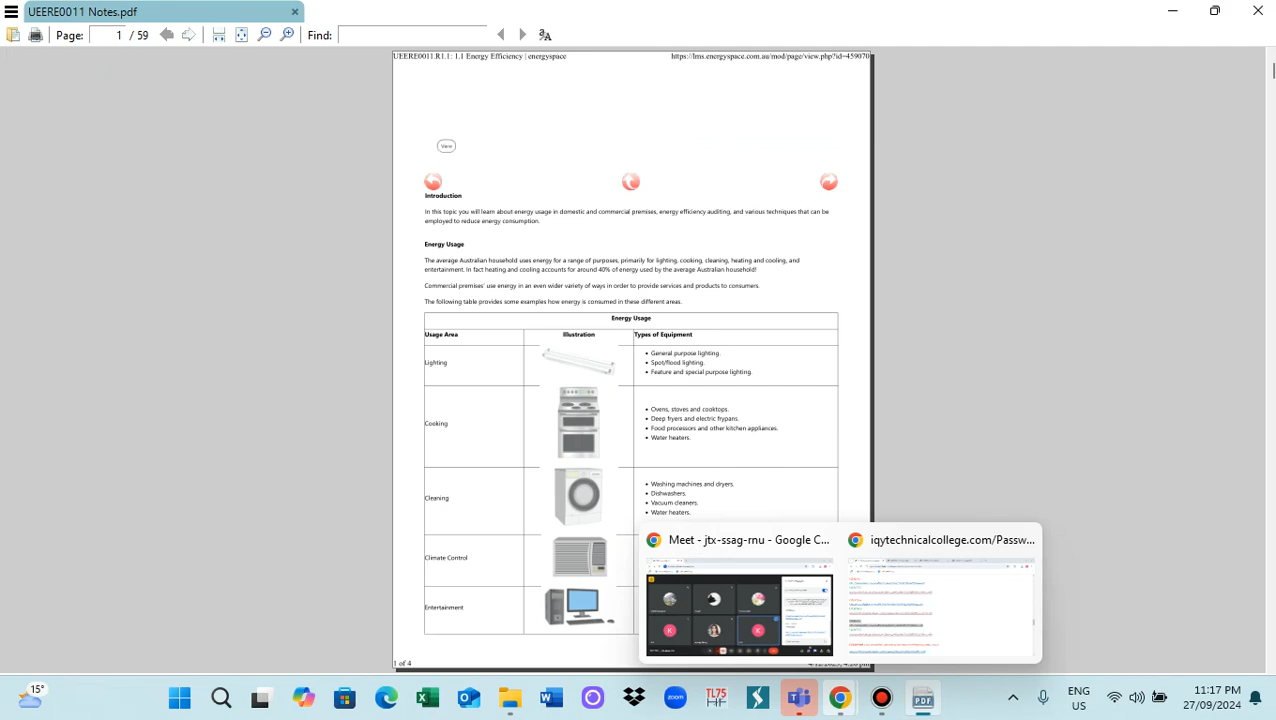 UEERE0011 Notes.pdf
Page: 1 / 59 Find:
UEERE0011.R1.1: 1.1 Energy Efficiency | energyspace https://lms.energyspace.com.au/mod/page/view.php?id=459070
View
Introduction
In this topic you will learn about energy usage in domestic and commercial premises, energy efficiency auditing, and various techniques that can be
employed to reduce energy consumption.
Energy Usage
The average Australian household uses energy for a range of purposes, primarily for lighting, cooking, cleaning, heating and cooling, and
entertainment. In fact heating and cooling accounts for around 40% of energy used by the average Australian household!
Commercial premises' use energy in an even wider variety of ways in order to provide services and products to consumers.
The following table provides some examples how energy is consumed in these different areas.
Energy Usage
Usage Area Illustration Types of Equipment
Lighting
General purpose lighting.
Spot/flood lighting.
Feature and special purpose lighting.
Cooking
Ovens, stoves and cooktops.
Deep fryers and electric frypans.
Food processors and other kitchen appliances.
Water heaters.
Cleaning
Washing machines and dryers.
Dishwashers.
Vacuum cleaners.
Water heaters.
Climate Control
Entertainment
Meet - jtx-ssag-rnu - Google C... iqytechnicalcollege.com/Passw...
1 of 4
15°
zoom
TL75
PDF
ENG
US
11:17
27/09/20